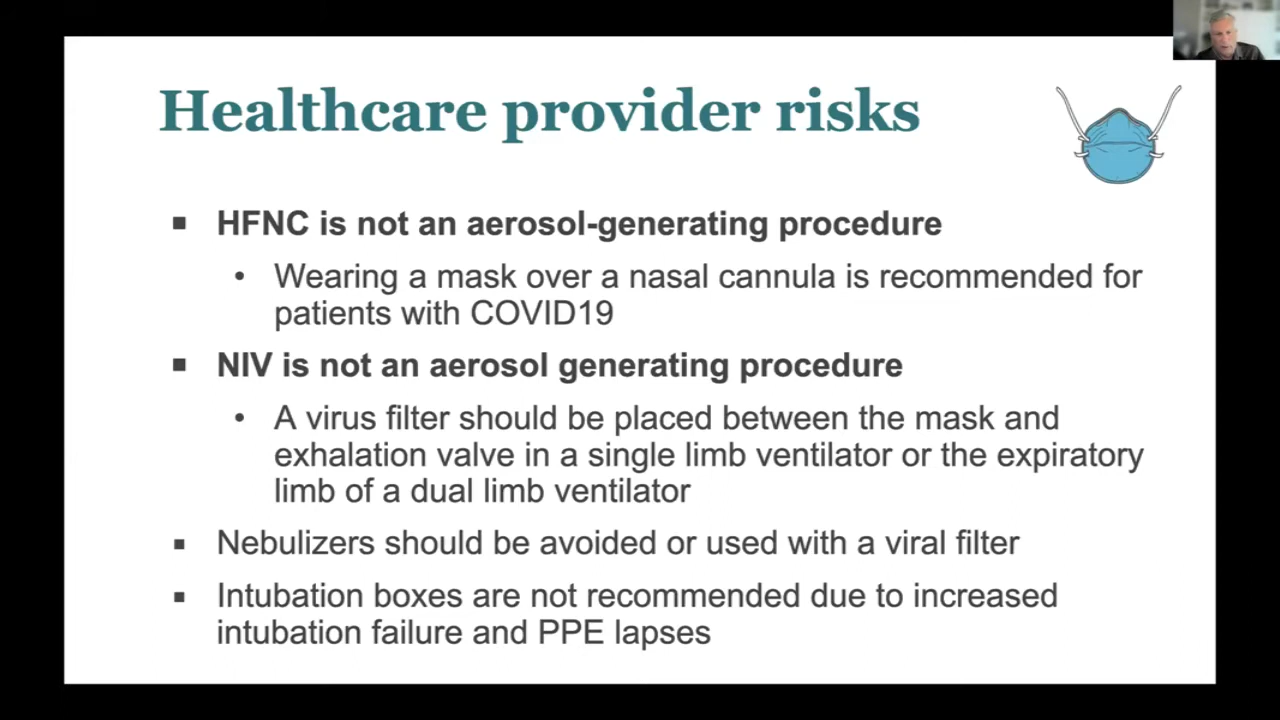 Healthcare provider risks
▪ HFNC is not an aerosol-generating procedure
• Wearing a mask over a nasal cannula is recommended for
patients with COVID19
▪ NIV is not an aerosol generating procedure
• A virus filter should be placed between the mask and
exhalation valve in a single limb ventilator or the expiratory
limb of a dual limb ventilator
▪ Nebulizers should be avoided or used with a viral filter
▪ Intubation boxes are not recommended due to increased
intubation failure and PPE lapses